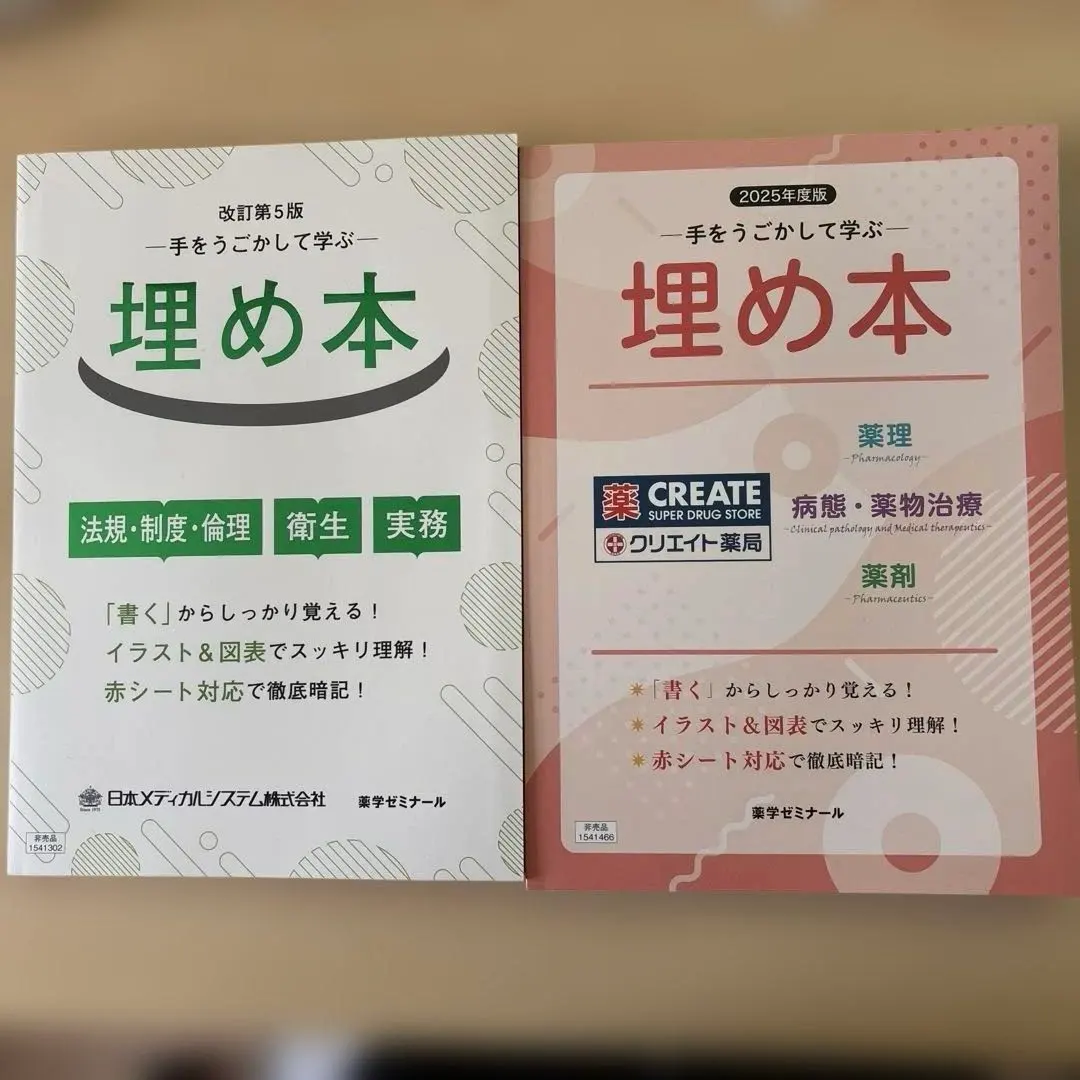 改訂第5版
―手をうごかして学ぶ―
埋め本
法規・制度・倫理
衛生
実務
「書く」からしっかり覚える！
イラスト＆図表でスッキリ理解！
赤シート対応で徹底暗記！
Since 1975
日本メディカルシステム株式会社
薬学ゼミナール
非売品
1541302
2025年度版
―手をうごかして学ぶ―
埋め本
薬理
-Pharmacology-
薬 CREATE
SUPER DRUG STORE
クリエイト薬局
病態・薬物治療
-Clinical pathology and Medical therapeutics-
薬剤
-Pharmaceutics-
「書く」からしっかり覚える！
イラスト＆図表でスッキリ理解！
赤シート対応で徹底暗記！
薬学ゼミナール
非売品
1541466